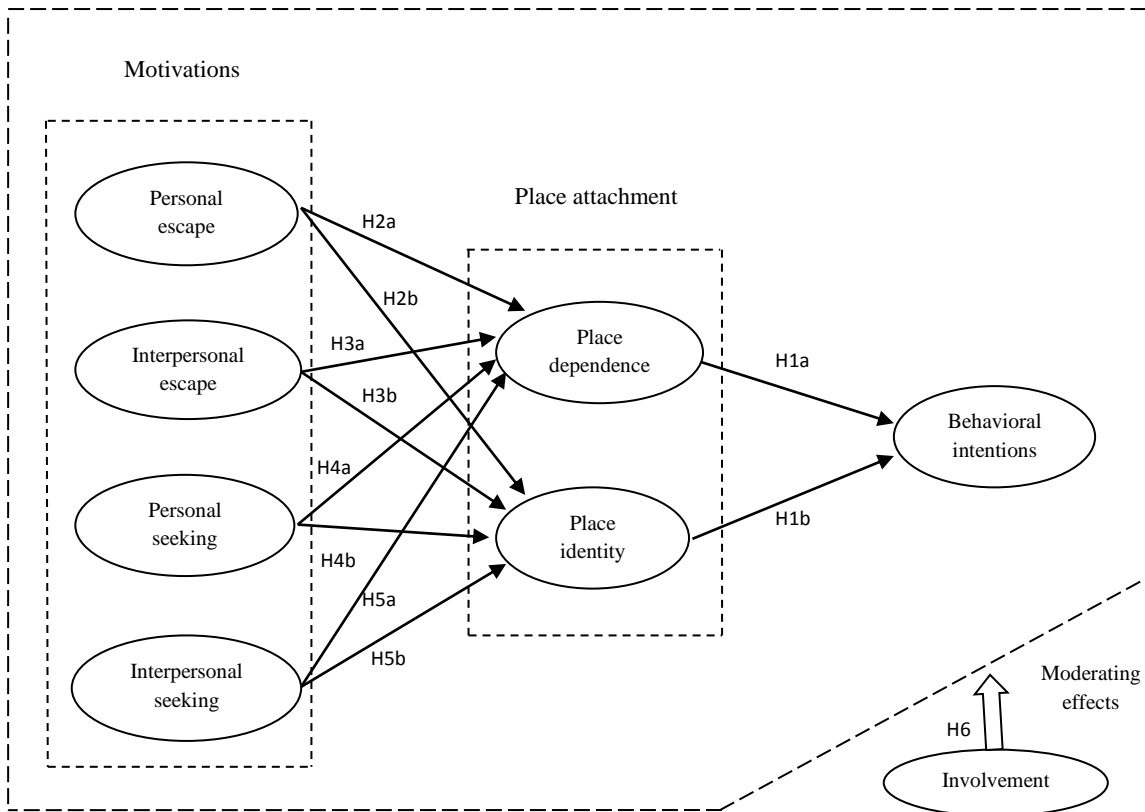 Motivations
Personal
escape
Interpersonal
escape
Personal
seeking
Interpersonal
seeking
H2a
H2b
H3a
H3b
H4a
H4b
H5a
H5b
Place attachment
Place
dependence
Place
identity
H1a
H1b
Behavioral
intentions
Moderating
effects
H6
Involvement